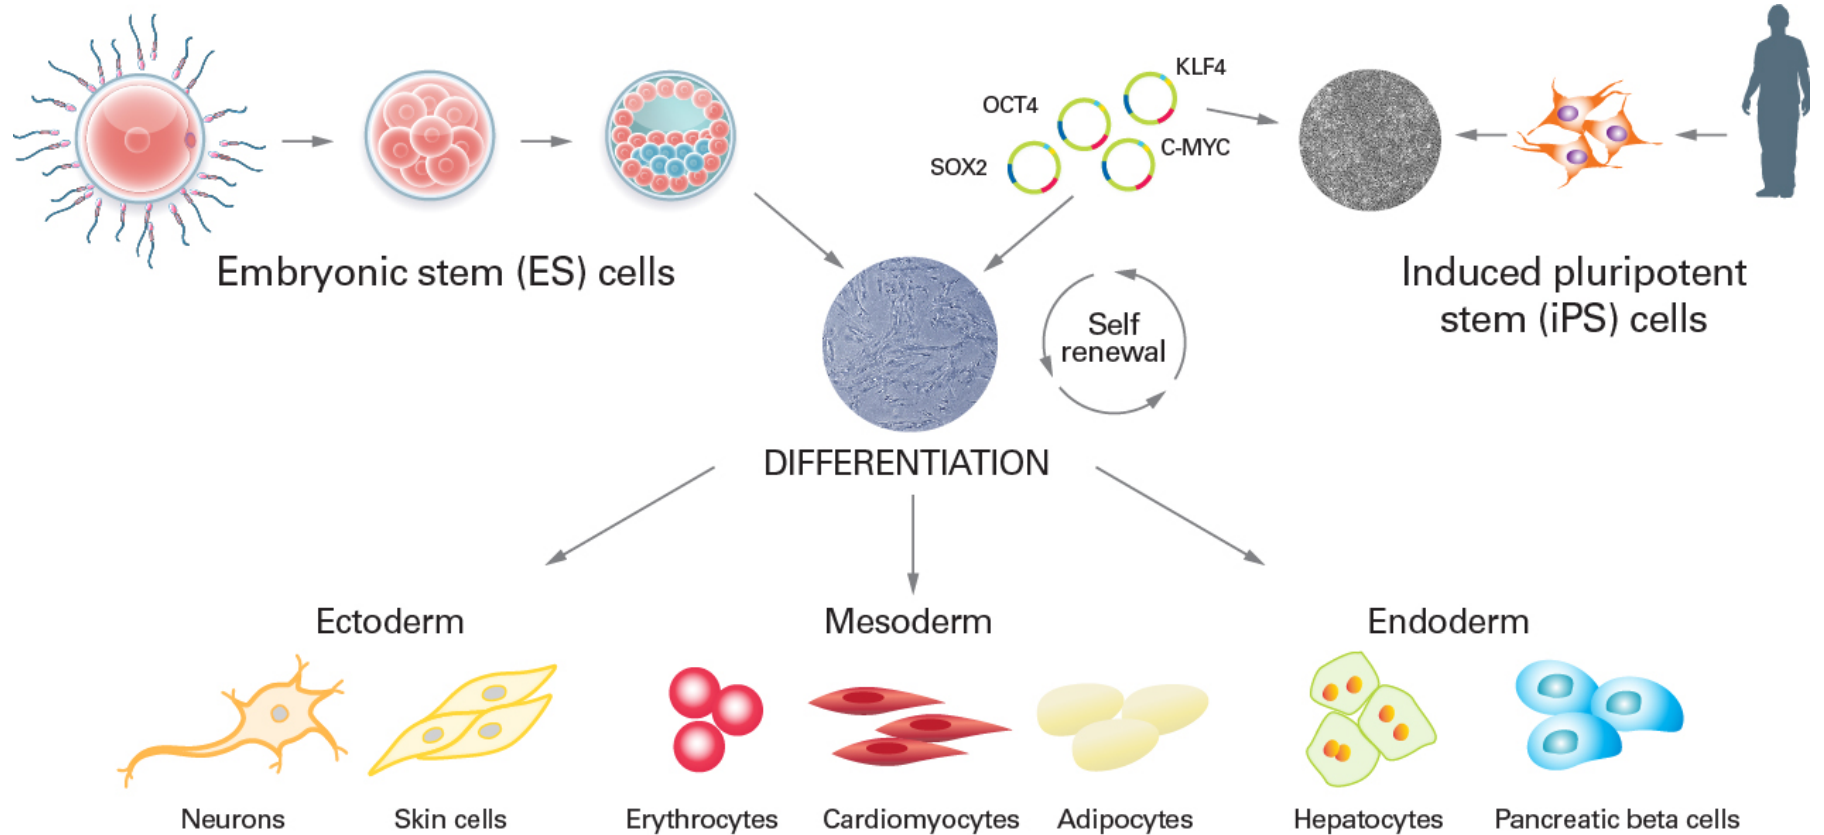 KLF4
OCT4
C-MYC
SOX2
Embryonic stem (ES) cells
Induced pluripotent
stem (iPS) cells
Self
renewal
DIFFERENTIATION
Ectoderm
Mesoderm
Endoderm
Neurons
Skin cells
Erythrocytes
Cardiomyocytes
Adipocytes
Hepatocytes
Pancreatic beta cells